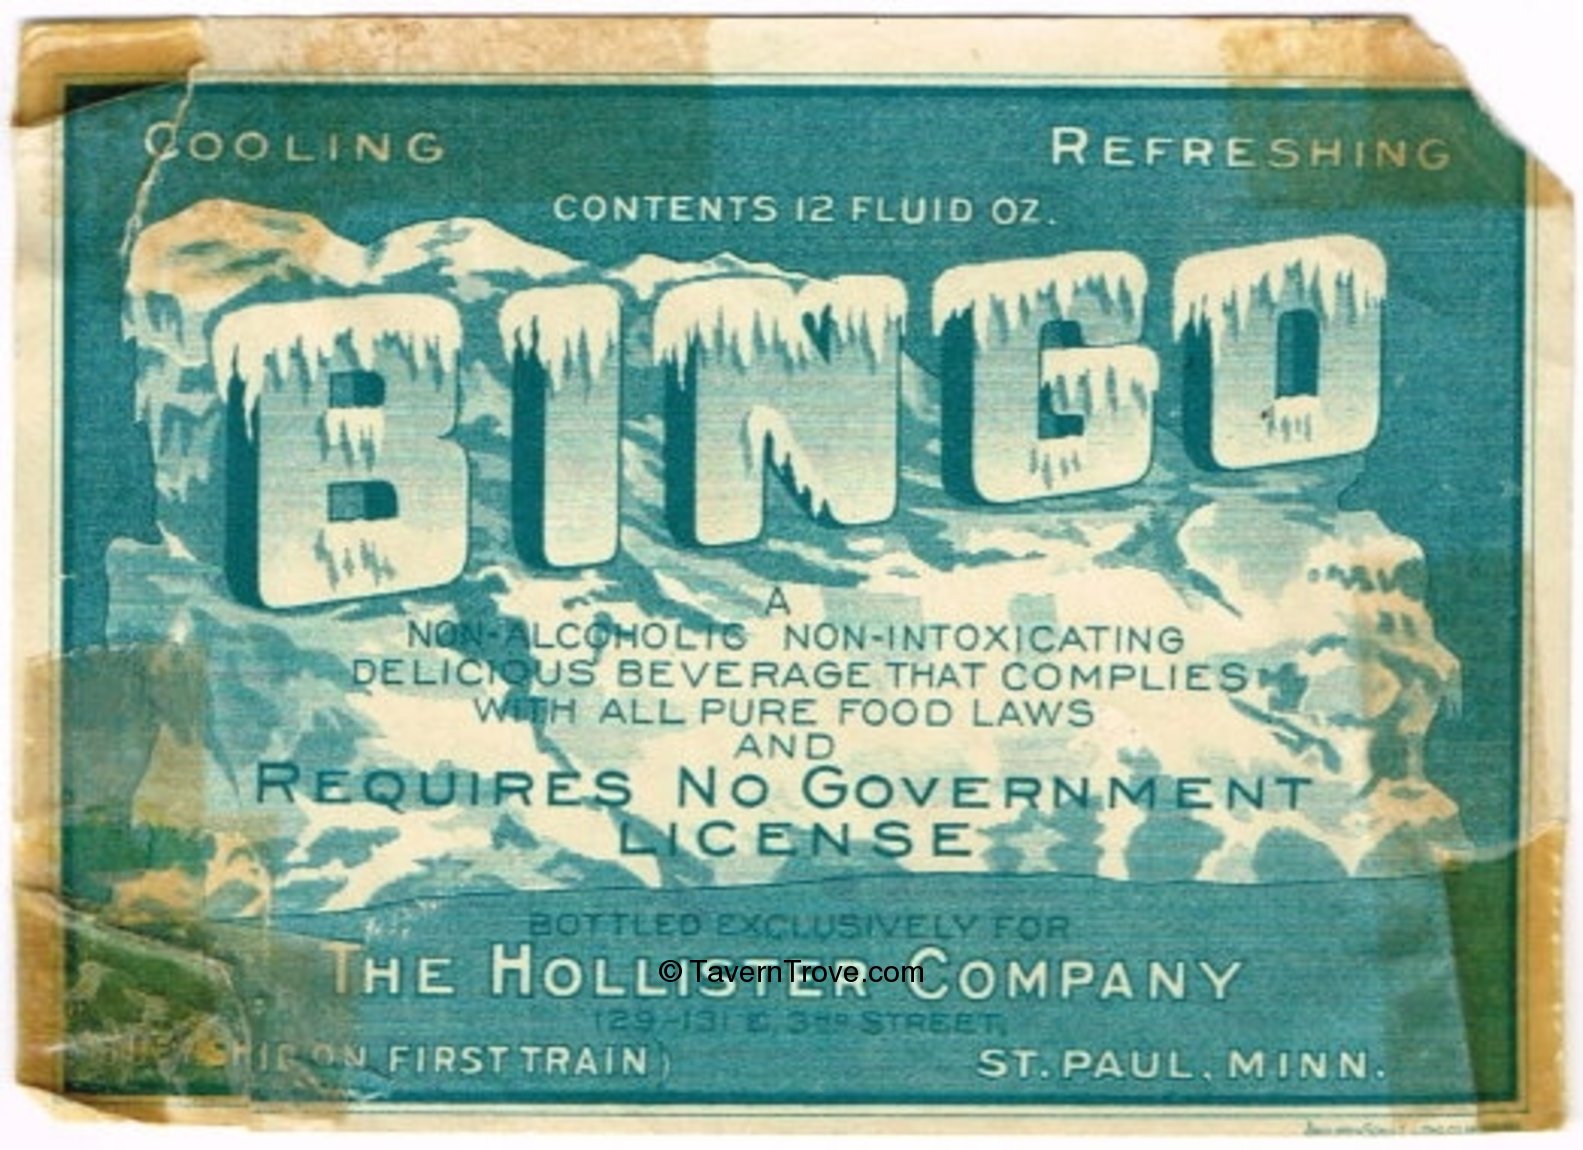 COOLING REFRESHING
CONTENTS 12 FLUID OZ.
BINGO
A
NON-ALCOHOLIC NON-INTOXICATING
DELICIOUS BEVERAGE THAT COMPLIES
WITH ALL PURE FOOD LAWS
AND
REQUIRES NO GOVERNMENT
LICENSE
BOTTLED EXCLUSIVELY FOR
THE HOLLISTER COMPANY
© TavernTrove.com
129-131 E. 3RD STREET,
SHIP ON FIRST TRAIN) ST. PAUL, MINN.